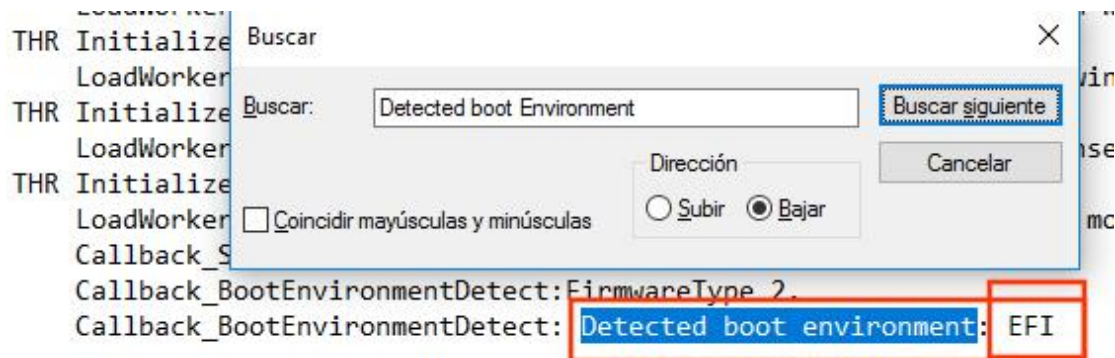 THR Initialize
LoadWorker
THR Initialize
LoadWorker
THR Initialize
LoadWorker
Callback_S
Buscar
Buscar: Detected boot Environment Buscar siguiente
Dirección Cancelar
Coincidir mayúsculas y minúsculas Subir Bajar
Callback_BootEnvironmentDetect:FirmwareType 2.
Callback_BootEnvironmentDetect: Detected boot environment: EFI